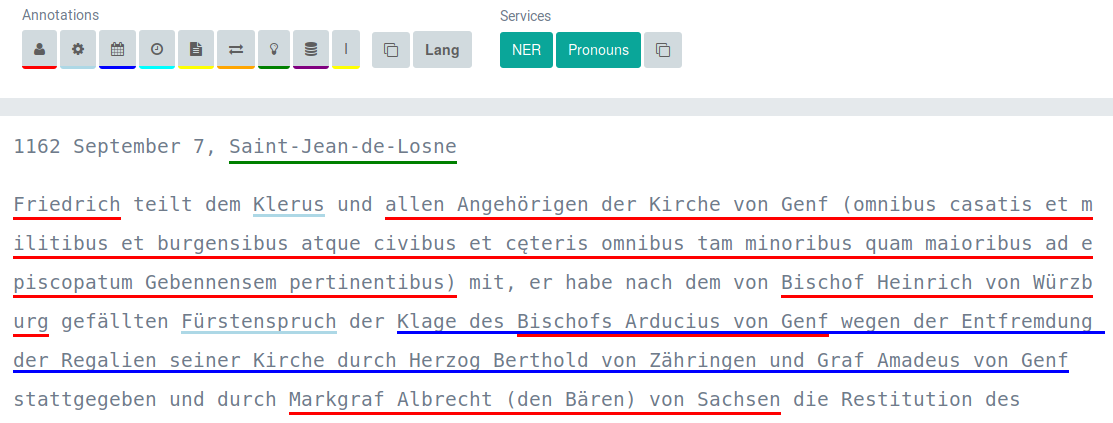 Annotations
Services
Lang
NER
Pronouns
1162 September 7, Saint-Jean-de-Losne
Friedrich teilt dem Klerus und allen Angehörigen der Kirche von Genf (omnibus casatis et m
ilitibus et burgensibus atque civibus et cęteris omnibus tam minoribus quam maioribus ad e
piscopatum Gebennensem pertinentibus) mit, er habe nach dem von Bischof Heinrich von Würzb
urg gefällten Fürstenspruch der Klage des Bischofs Arducius von Genf wegen der Entfremdung
der Regalien seiner Kirche durch Herzog Berthold von Zähringen und Graf Amadeus von Genf
stattgegeben und durch Markgraf Albrecht (den Bären) von Sachsen die Restitution des